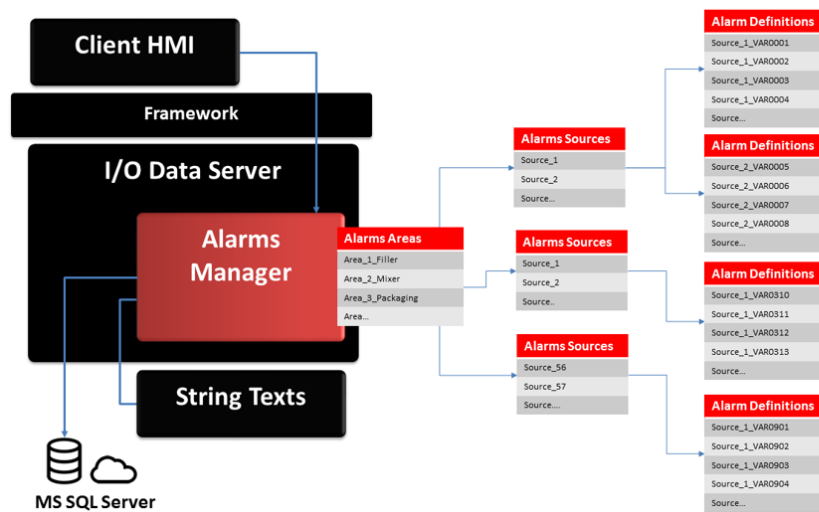 Client HMI
Framework
I/O Data Server
Alarms
Manager
String Texts
MS SQL Server
Alarms Areas
Area_1_Filler
Area_2_Mixer
Area_3_Packaging
Area...
Alarms Sources
Source_1
Source_2
Source...
Alarms Sources
Source_1
Source_2
Source..
Alarms Sources
Source_56
Source_57
Source....
Alarm Definitions
Source_1_VAR0001
Source_1_VAR0002
Source_1_VAR0003
Source_1_VAR0004
Source...
Alarm Definitions
Source_2_VAR0005
Source_2_VAR0006
Source_2_VAR0007
Source_2_VAR0008
Source...
Alarm Definitions
Source_1_VAR0310
Source_1_VAR0311
Source_1_VAR0312
Source_1_VAR0313
Source...
Alarm Definitions
Source_1_VAR0901
Source_1_VAR0902
Source_1_VAR0903
Source_1_VAR0904
Source...